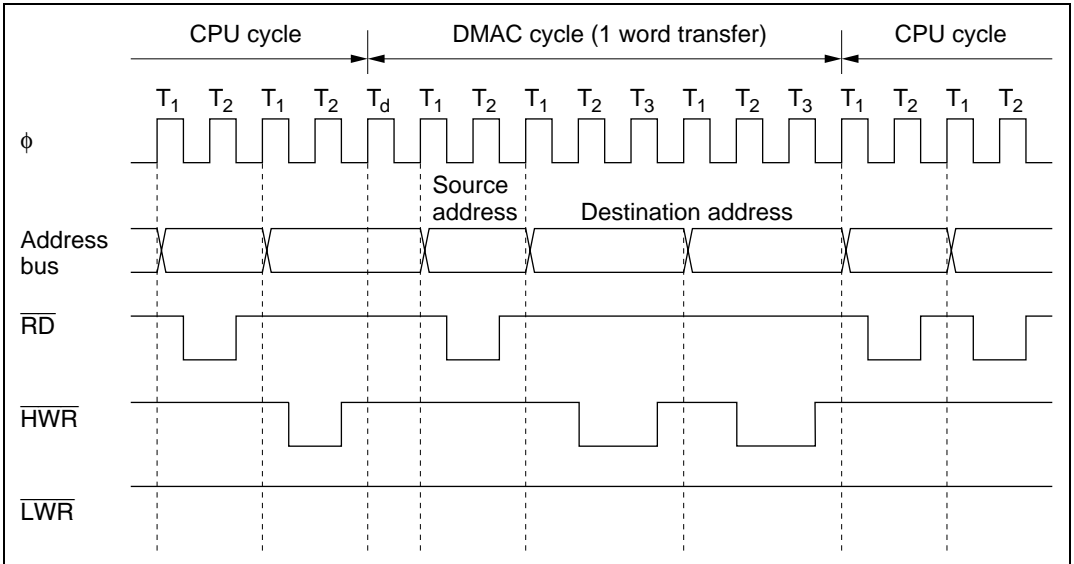 CPU cycle DMAC cycle (1 word transfer) CPU cycle
T1 T2 T1 T2 Td T1 T2 T1 T2 T3 T1 T2 T3 T1 T2 T1 T2
ϕ
Source
address Destination address
Address
bus
RD
HWR
LWR